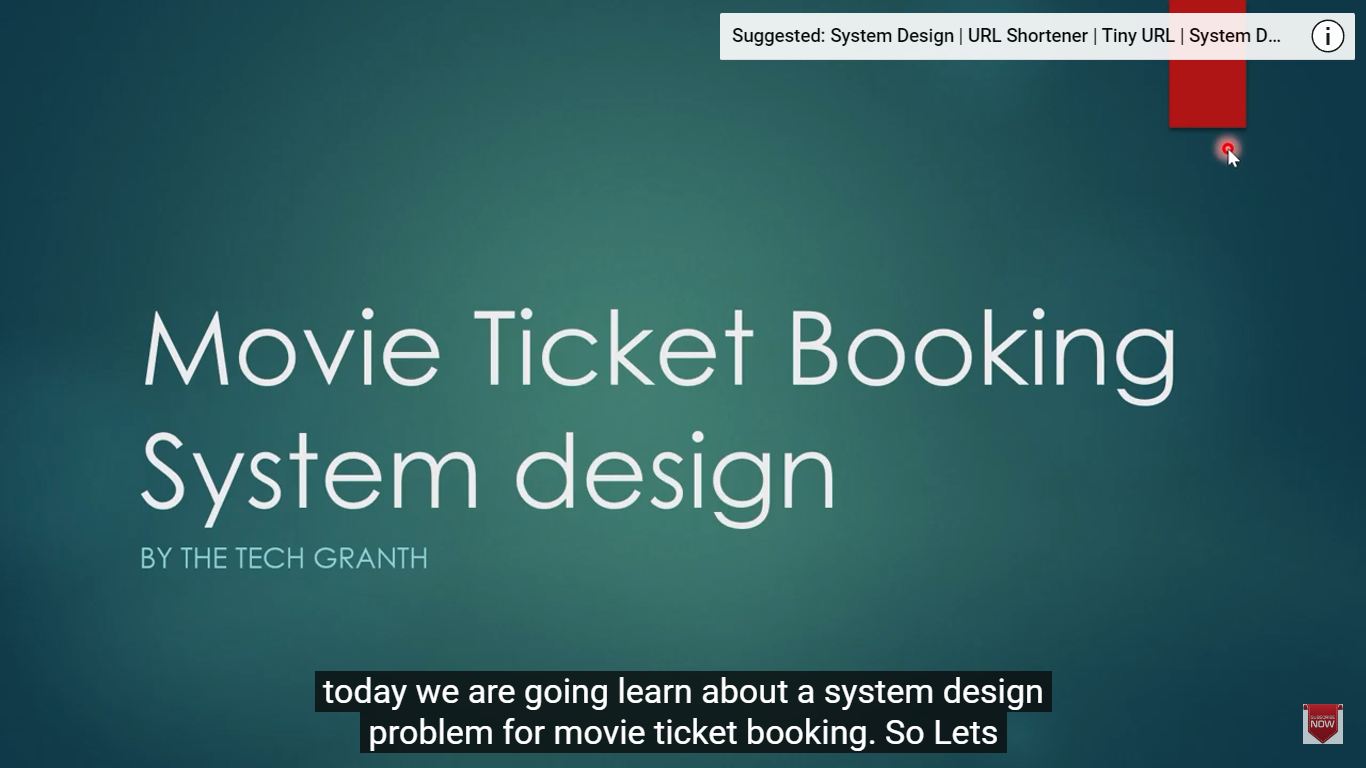 Suggested: System Design | URL Shortener | Tiny URL | System D...
Movie Ticket Booking
System design
BY THE TECH GRANTH
today we are going learn about a system design
problem for movie ticket booking. So Lets
SUBSCRIBE
NOW